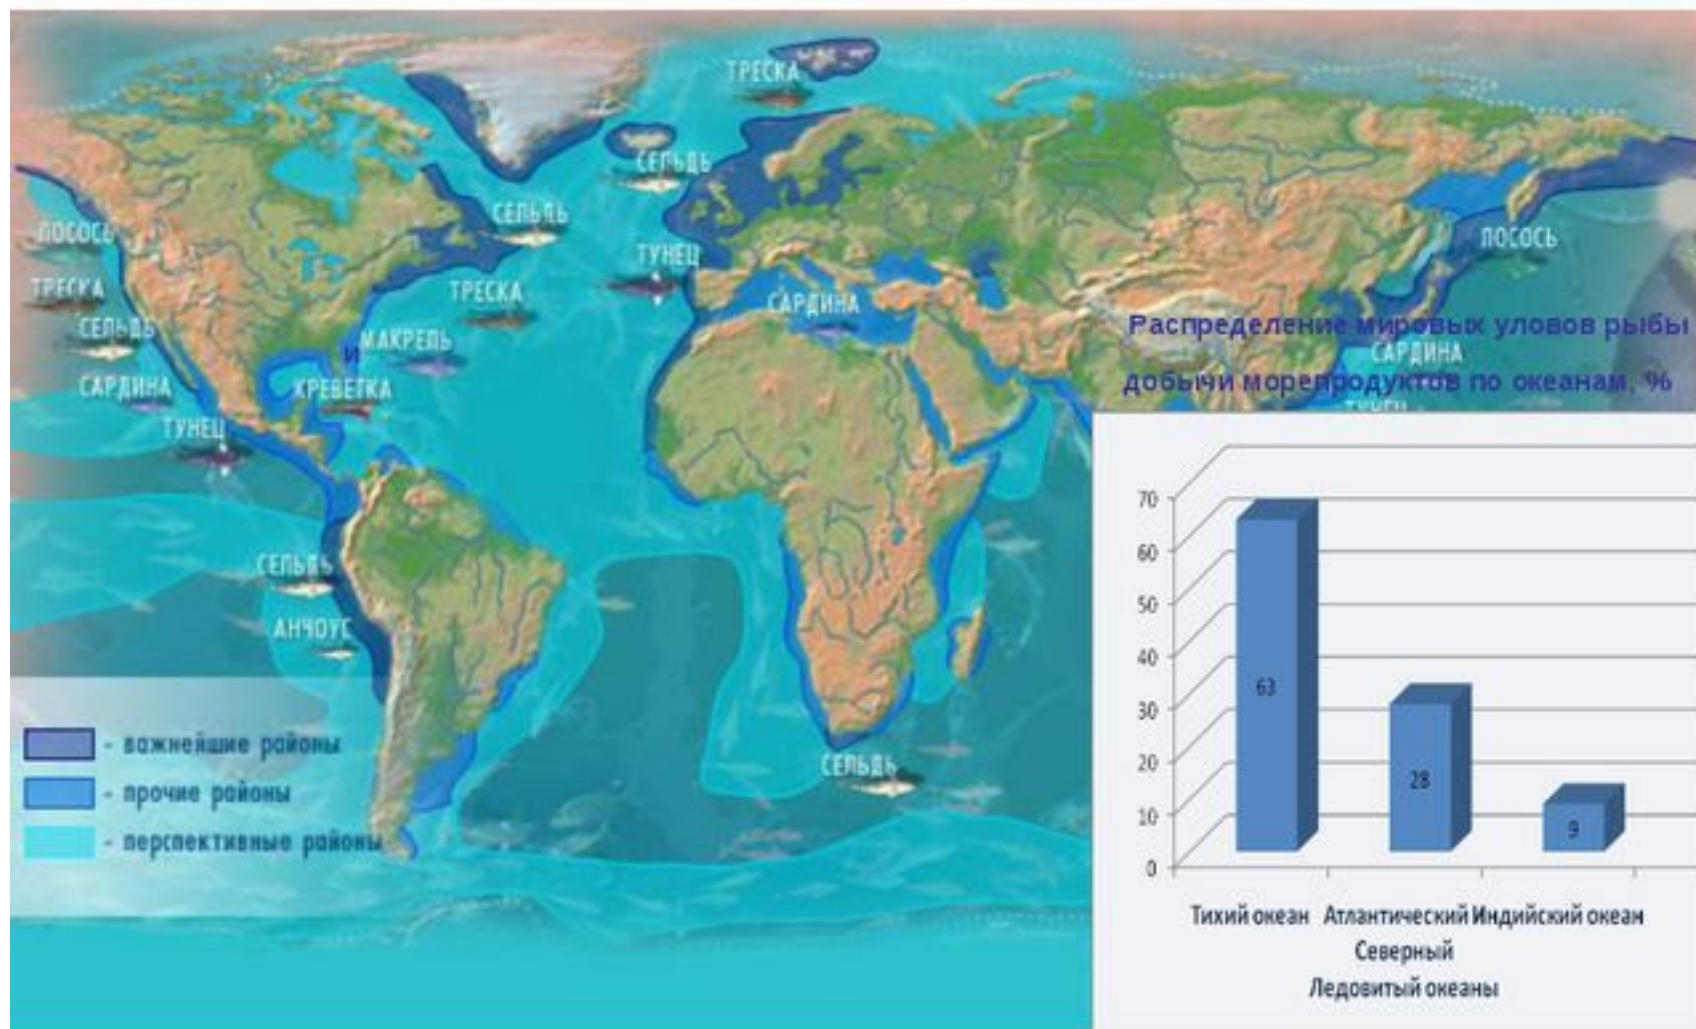 ТРЕСКА
СЕЛЬДЬ
СЕЛЬДЬ
ЛОСОСЬ
ЛОСОСЬ
ТУНЕЦ
ТРЕСКА
ТРЕСКА
САРДИНА
СЕЛЬДЬ
МАКРЕЛЬ
САРДИНА
КРЕВЕТКА
ТУНЕЦ
САРДИНА
ТУНЕЦ
СЕЛЬДЬ
АНЧОУС
СЕЛЬДЬ
- важнейшие районы
- прочие районы
- перспективные районы
Распределение мировых уловов рыбы
и
добычи морепродуктов по океанам, %
70
60
50
40
30
20
10
0
63
28
9
Тихий океан
Атлантический
Северный
Ледовитый океаны
Индийский океан